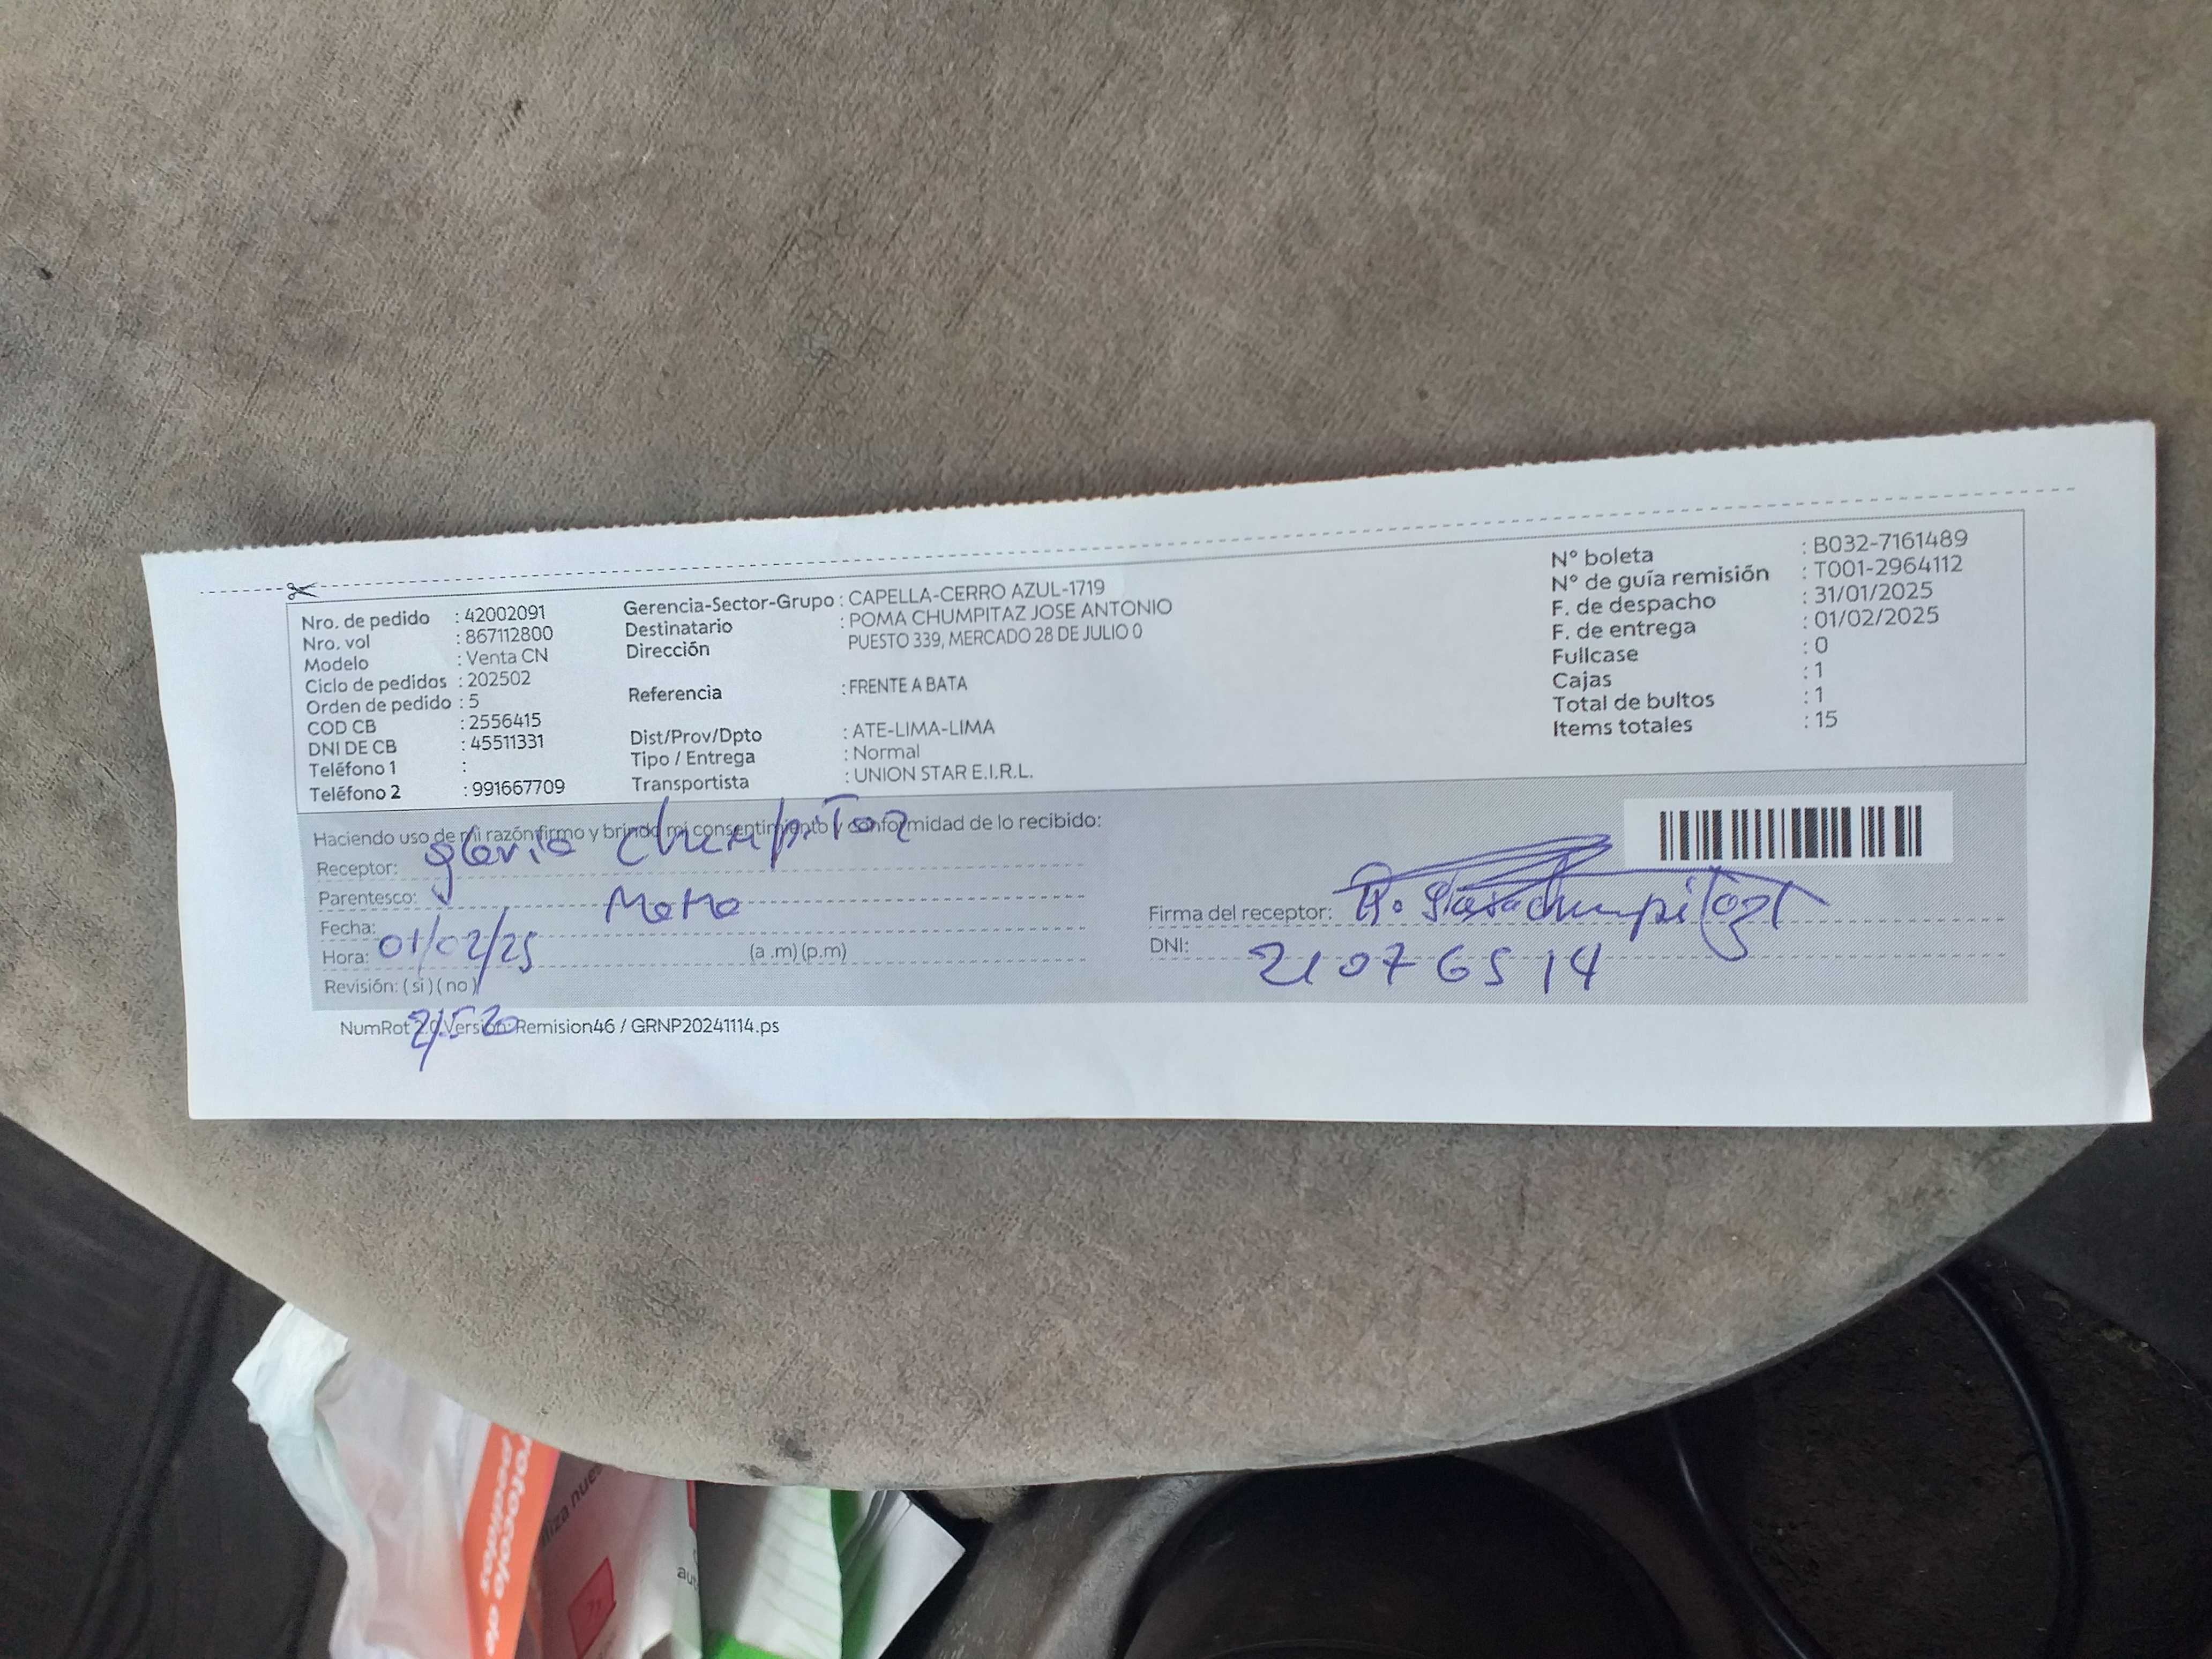 Nro. de pedido : 42002091
Nro. vol : 867112800
Modelo : Venta CN
Ciclo de pedidos : 202502
Orden de pedido : 5
COD CB : 2556415
DNI DE CB : 45511331
Teléfono 1 :
Teléfono 2 : 991667709
Gerencia-Sector-Grupo : CAPELLA-CERRO AZUL-1719
Destinatario : POMA CHUMPITAZ JOSE ANTONIO
Dirección PUESTO 339, MERCADO 28 DE JULIO 0
Referencia : FRENTE A BATA
Dist/Prov/Dpto : ATE-LIMA-LIMA
Tipo / Entrega : Normal
Transportista : UNION STAR E.I.R.L.
N° boleta : B032-7161489
N° de guía remisión : T001-2964112
F. de despacho : 31/01/2025
F. de entrega : 01/02/2025
Fullcase : 0
Cajas : 1
Total de bultos : 1
Items totales : 15
Haciendo uso de mi razón firmo y brindo mi consentimiento y conformidad de lo recibido:
Receptor: gloria chumpitaz
Parentesco:
Fecha: 01/02/25
Hora: (a .m) (p.m)
Revisión: ( si ) ( no )
Firma del receptor:
DNI: 21076514
NumRot 2.0 Version: Remision46 / GRNP20241114.ps
rotocolo de
pedidos
liza nue
au